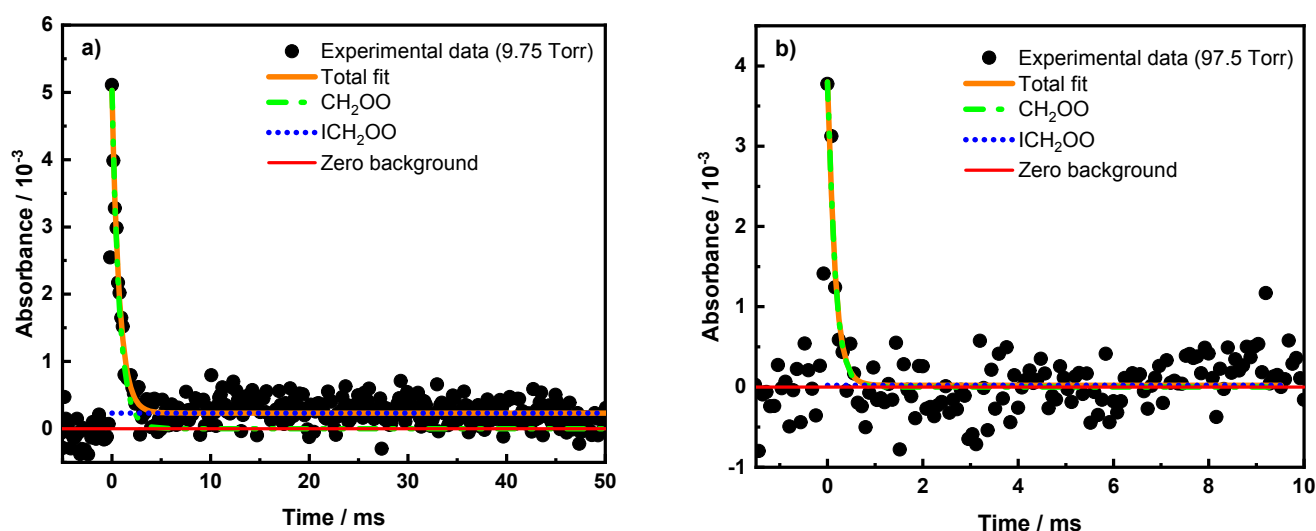 a)
Experimental data (9.75 Torr)
Total fit
CH₂OO
ICH₂OO
Zero background
Absorbance / 10⁻³
6
5
4
3
2
1
0
0 10 20 30 40 50
Time / ms
b)
Experimental data (97.5 Torr)
Total fit
CH₂OO
ICH₂OO
Zero background
Absorbance / 10⁻³
4
3
2
1
0
-1
0 2 4 6 8 10
Time / ms